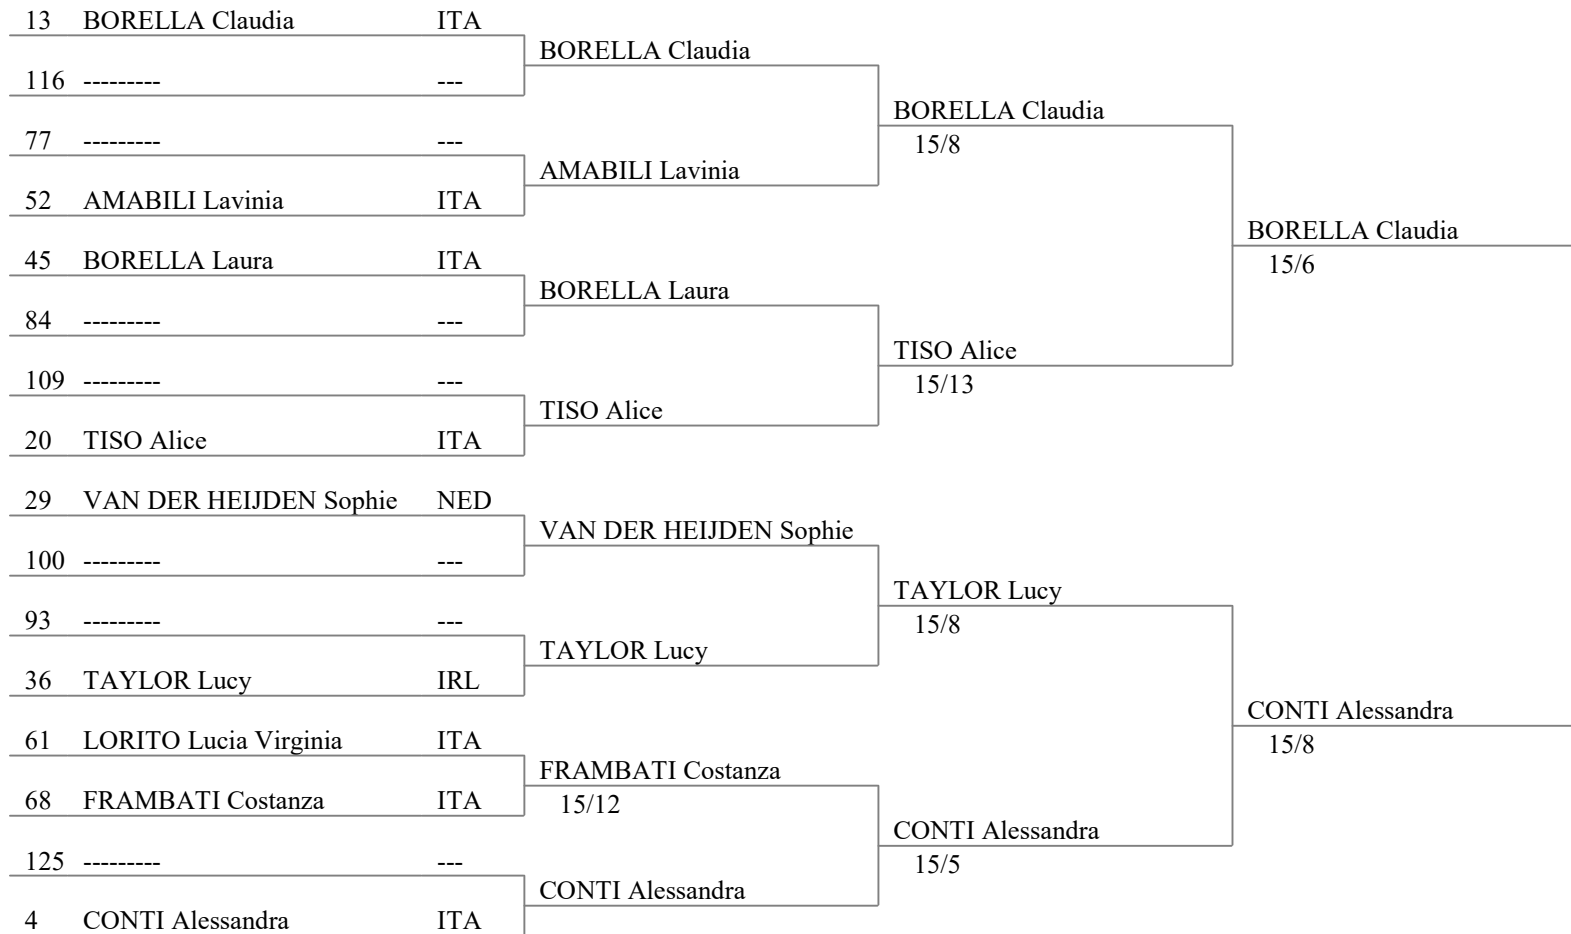 13 BORELLA Claudia ITA
BORELLA Claudia
116 --------- ---
BORELLA Claudia
77 --------- ---
15/8
AMABILI Lavinia
52 AMABILI Lavinia ITA
BORELLA Claudia
45 BORELLA Laura ITA
15/6
BORELLA Laura
84 --------- ---
TISO Alice
109 --------- ---
15/13
TISO Alice
20 TISO Alice ITA
29 VAN DER HEIJDEN Sophie NED
VAN DER HEIJDEN Sophie
100 --------- ---
TAYLOR Lucy
93 --------- ---
15/8
TAYLOR Lucy
36 TAYLOR Lucy IRL
CONTI Alessandra
61 LORITO Lucia Virginia ITA
15/8
FRAMBATI Costanza
68 FRAMBATI Costanza ITA
15/12
CONTI Alessandra
125 --------- ---
15/5
CONTI Alessandra
4 CONTI Alessandra ITA